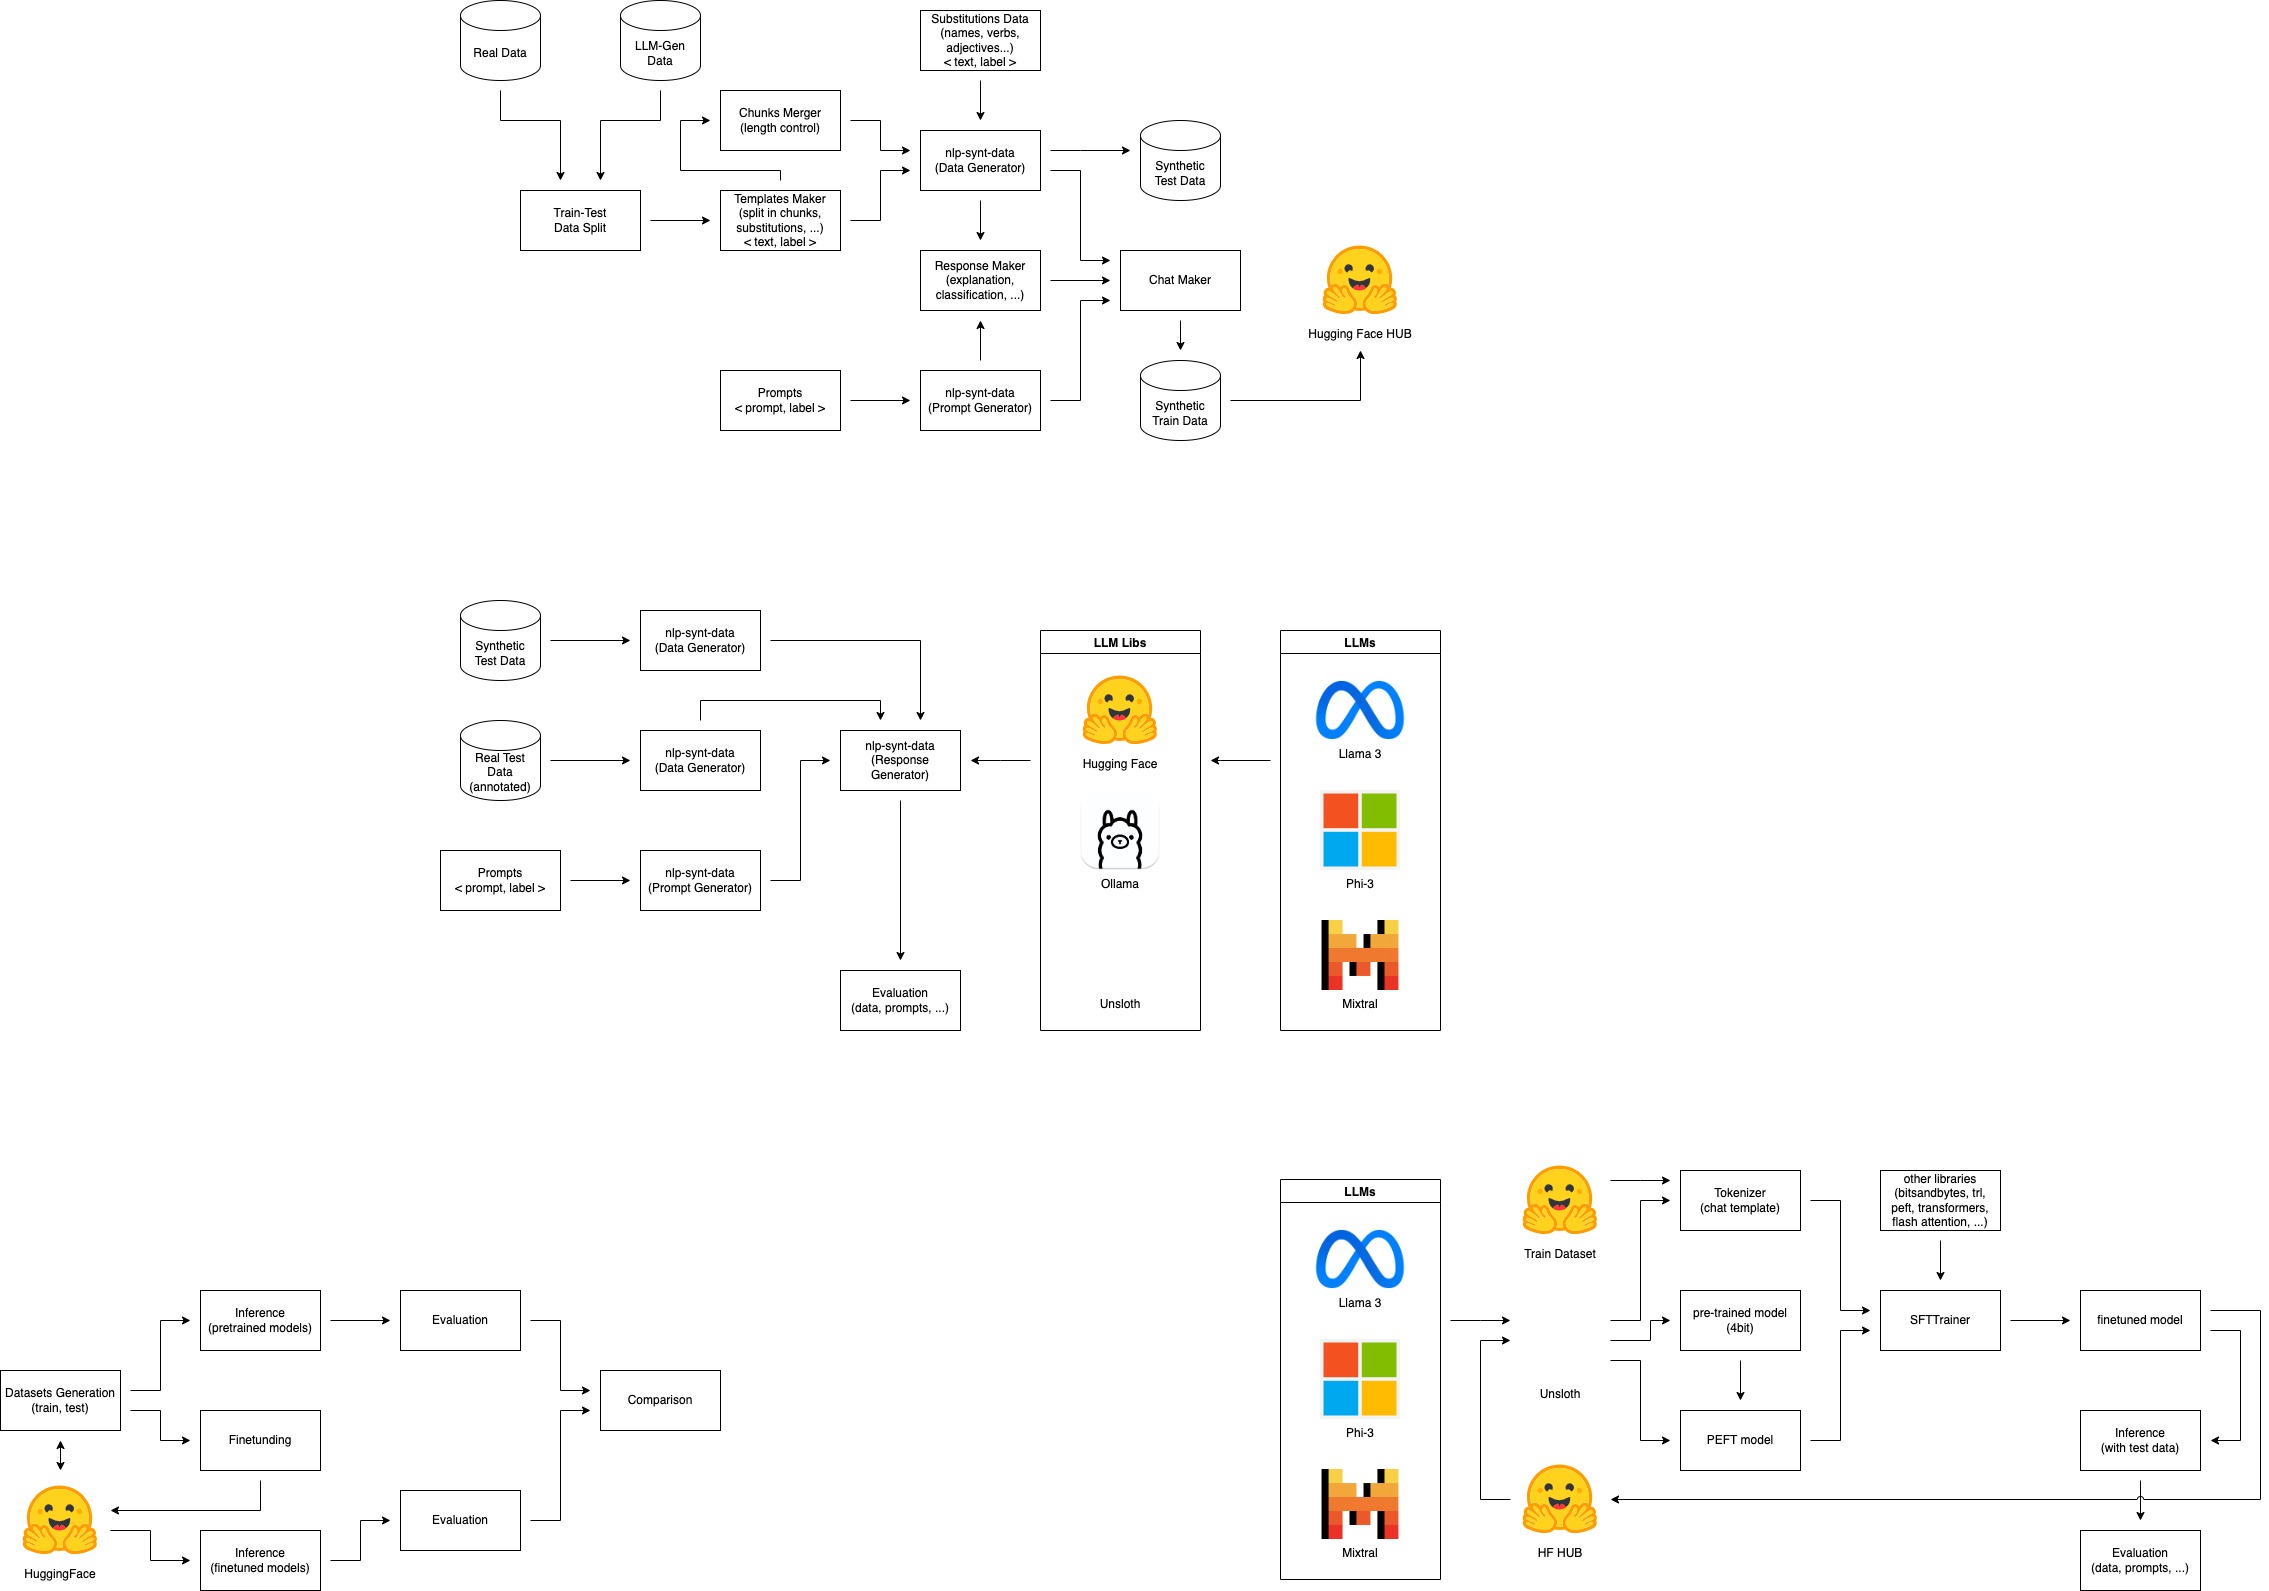 Real Data
LLM-Gen
Data
Substitutions Data
(names, verbs,
adjectives...)
< text, label >
Chunks Merger
(length control)
nlp-synt-data
(Data Generator)
Synthetic
Test Data
Train-Test
Data Split
Templates Maker
(split in chunks,
substitutions, ...)
< text, label >
Response Maker
(explanation,
classification, ...)
Chat Maker
Hugging Face HUB
Prompts
< prompt, label >
nlp-synt-data
(Prompt Generator)
Synthetic
Train Data
Synthetic
Test Data
nlp-synt-data
(Data Generator)
Real Test
Data
(annotated)
nlp-synt-data
(Data Generator)
nlp-synt-data
(Response
Generator)
Prompts
< prompt, label >
nlp-synt-data
(Prompt Generator)
Evaluation
(data, prompts, ...)
LLM Libs
Hugging Face
Ollama
Unsloth
LLMs
Llama 3
Phi-3
Mixtral
Datasets Generation
(train, test)
Inference
(pretrained models)
Evaluation
Finetunding
Comparison
HuggingFace
Inference
(finetuned models)
Evaluation
LLMs
Llama 3
Phi-3
Mixtral
Train Dataset
Unsloth
HF HUB
Tokenizer
(chat template)
pre-trained model
(4bit)
PEFT model
other libraries
(bitsandbytes, trl,
peft, transformers,
flash attention, ...)
SFTTrainer
finetuned model
Inference
(with test data)
Evaluation
(data, prompts, ...)